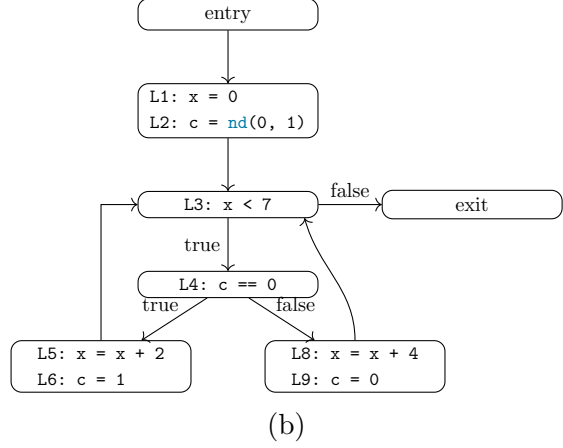 entry
L1: x = 0
L2: c = nd(0, 1)
L3: x < 7
false
exit
true
L4: c == 0
true
false
L5: x = x + 2
L6: c = 1
L8: x = x + 4
L9: c = 0
(b)